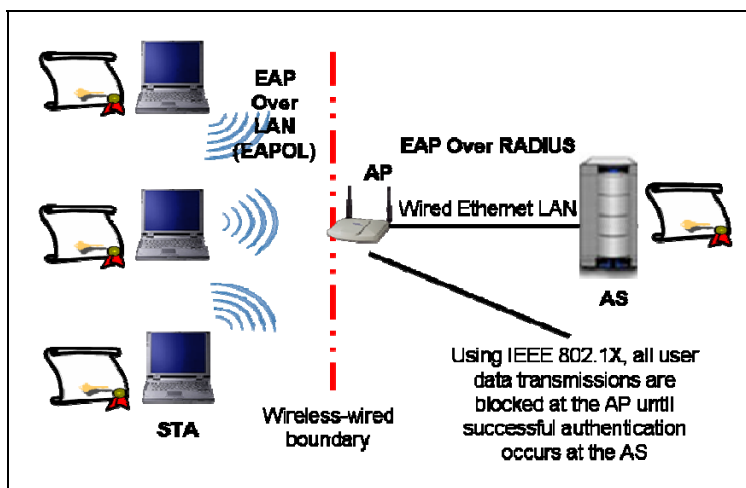 EAP
Over
LAN
(EAPOL)
EAP Over RADIUS
AP
Wired Ethernet LAN
AS
STA
Wireless-wired
boundary
Using IEEE 802.1X, all user
data transmissions are
blocked at the AP until
successful authentication
occurs at the AS